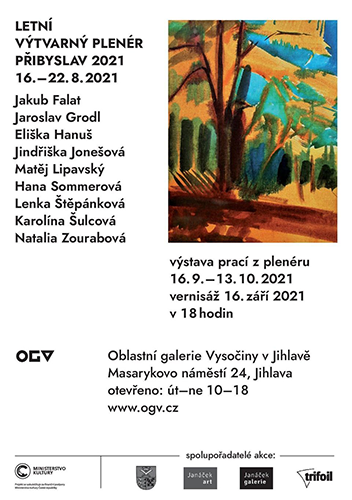 LETNÍ
VÝTVARNÝ PLENÉR
PŘIBYSLAV 2021
16.–22. 8. 2021
Jakub Falat
Jaroslav Grodl
Eliška Hanuš
Jindřiška Jonešová
Matěj Lipavský
Hana Sommerová
Lenka Štěpánková
Karolína Šulcová
Natalia Zourabová
výstava prací z plenéru
16. 9.–13. 10. 2021
vernisáž 16. září 2021
v 18 hodin
OGV
Oblastní galerie Vysočiny v Jihlavě
Masarykovo náměstí 24, Jihlava
otevřeno: út–ne 10–18
www.ogv.cz
spolupořadatelé akce:
MINISTERSTVO
KULTURY
Janáček
art
Janáček
galerie
trifoil